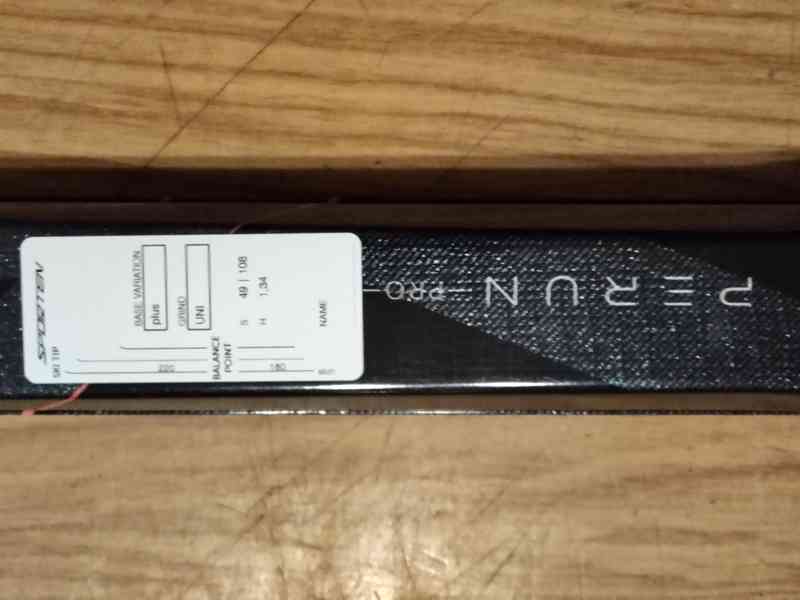 SPORTEN
SKI TIP
BASE VARIATION
plus
GRIND
UNI
BALANCE
POINT
220
180
mm
S 49 | 108
H 1,34
NAME
PERUN PRO